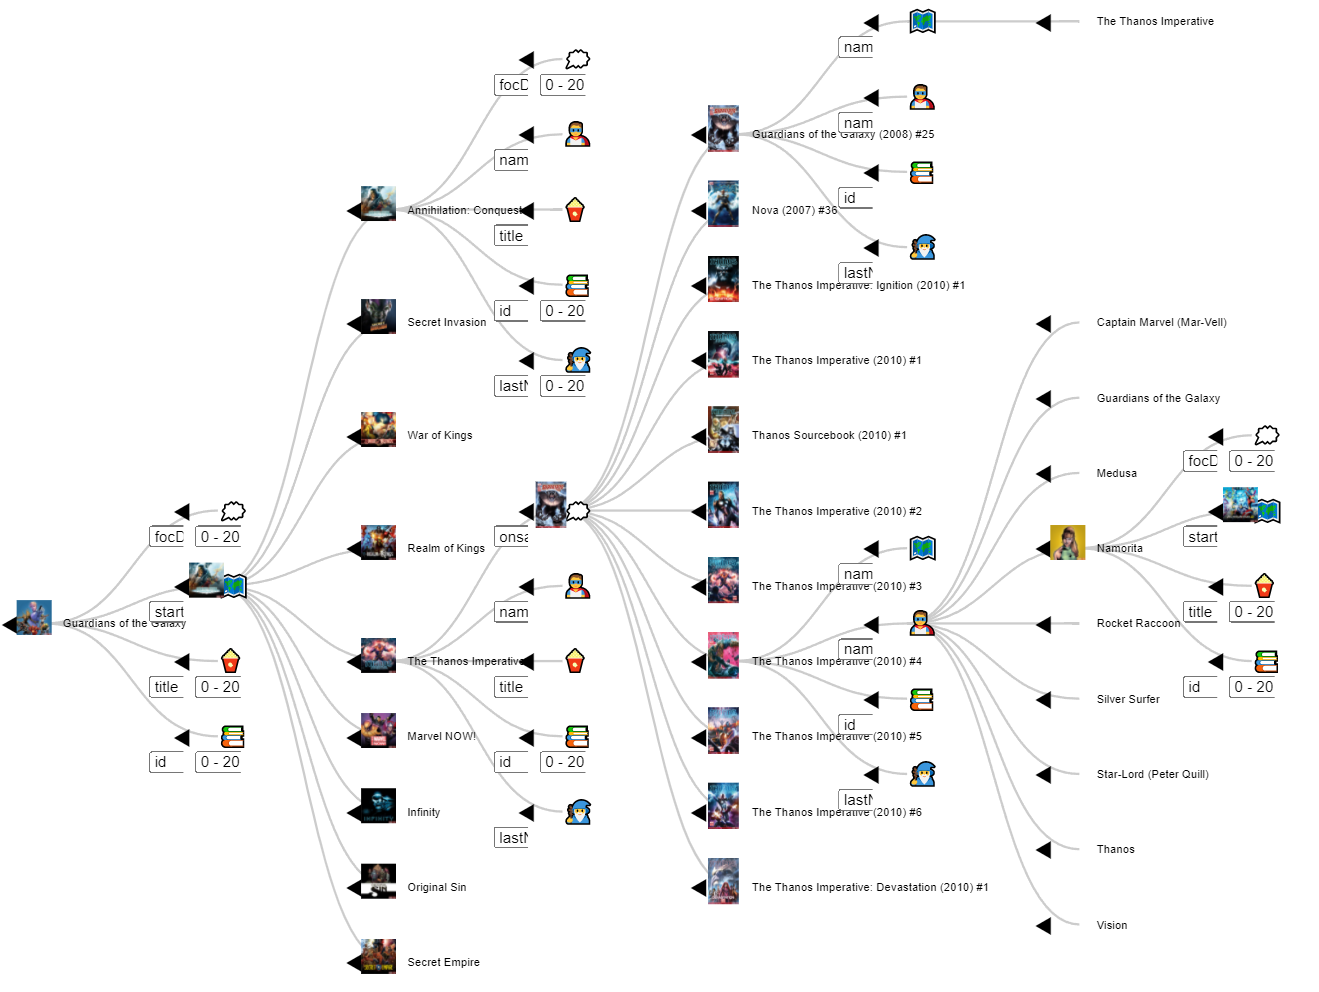 Guardians of the Galaxy
focD
0 - 20
start
title
0 - 20
id
0 - 20
Annihilation: Conquest
Secret Invasion
War of Kings
Realm of Kings
The Thanos Imperative
Marvel NOW!
Infinity
Original Sin
Secret Empire
focD
0 - 20
nam
title
id
0 - 20
lastN
0 - 20
onsa
nam
title
id
0 - 20
lastN
Guardians of the Galaxy (2008) #25
Nova (2007) #36
The Thanos Imperative: Ignition (2010) #1
The Thanos Imperative (2010) #1
Thanos Sourcebook (2010) #1
The Thanos Imperative (2010) #2
The Thanos Imperative (2010) #3
The Thanos Imperative (2010) #4
The Thanos Imperative (2010) #5
The Thanos Imperative (2010) #6
The Thanos Imperative: Devastation (2010) #1
nam
nam
id
lastN
nam
nam
id
lastN
The Thanos Imperative
Captain Marvel (Mar-Vell)
Guardians of the Galaxy
Medusa
Namorita
Rocket Raccoon
Silver Surfer
Star-Lord (Peter Quill)
Thanos
Vision
focD
0 - 20
start
title
0 - 20
id
0 - 20